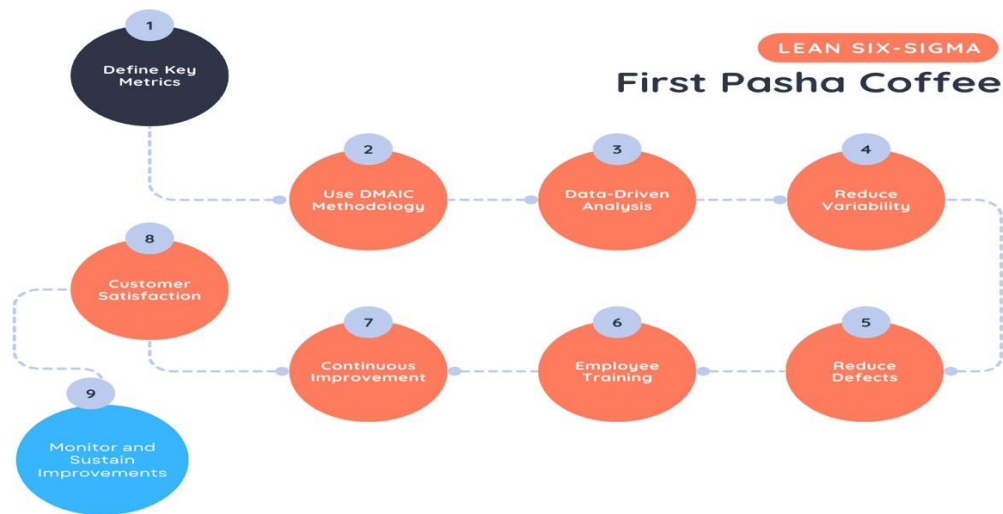 LEAN SIX-SIGMA
First Pasha Coffee
1
Define Key
Metrics
2
Use DMAIC
Methodology
3
Data-Driven
Analysis
4
Reduce
Variability
5
Reduce
Defects
6
Employee
Training
7
Continuous
Improvement
8
Customer
Satisfaction
9
Monitor and
Sustain
Improvements